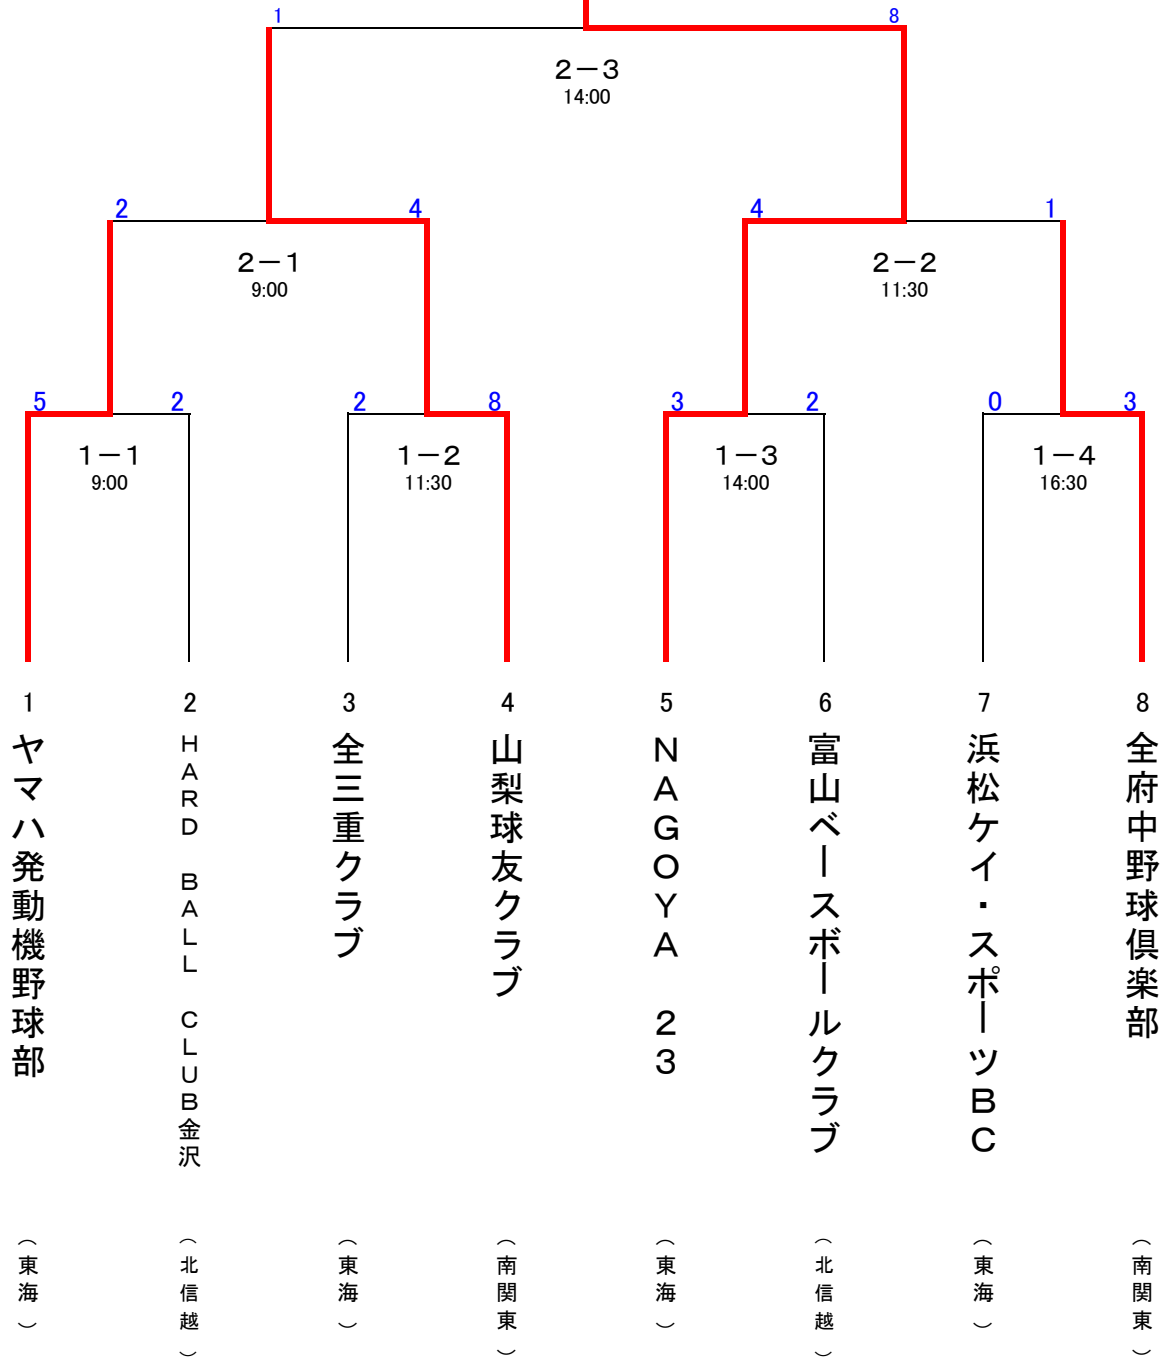 1 8
2－3
14:00
2 4 4 1
2－1 2－2
9:00 11:30
5 2 2 8 3 2 0 3
1－1 1－2 1－3 1－4
9:00 11:30 14:00 16:30
1 2 3 4 5 6 7 8
ヤマハ発動機野球部
ＨＡＲＤ　ＢＡＬＬ　ＣＬＵＢ金沢
全三重クラブ
山梨球友クラブ
ＮＡＧＯＹＡ　２３
富山ベースボールクラブ
浜松ケイ・スポーツＢＣ
全府中野球倶楽部
（東海）
（北信越）
（東海）
（南関東）
（東海）
（北信越）
（東海）
（南関東）